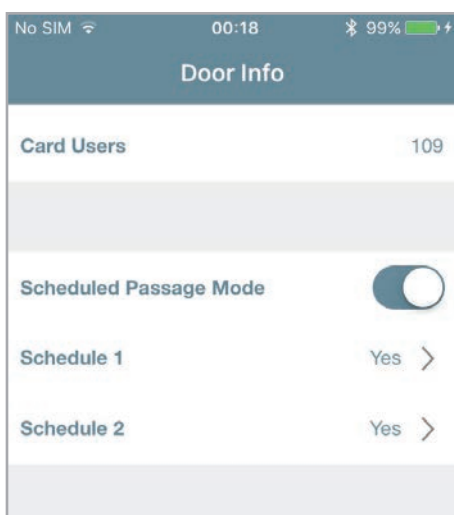 No SIM 00:18 99%
Door Info
Card Users 109
Scheduled Passage Mode
Schedule 1 Yes
Schedule 2 Yes